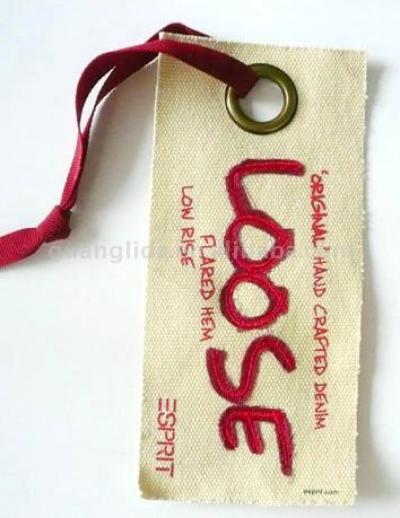 'ORIGINAL' HAND CRAFTED DENIM
LOOSE
FLARED HEM
LOW RISE
ESPRIT
esprit.com